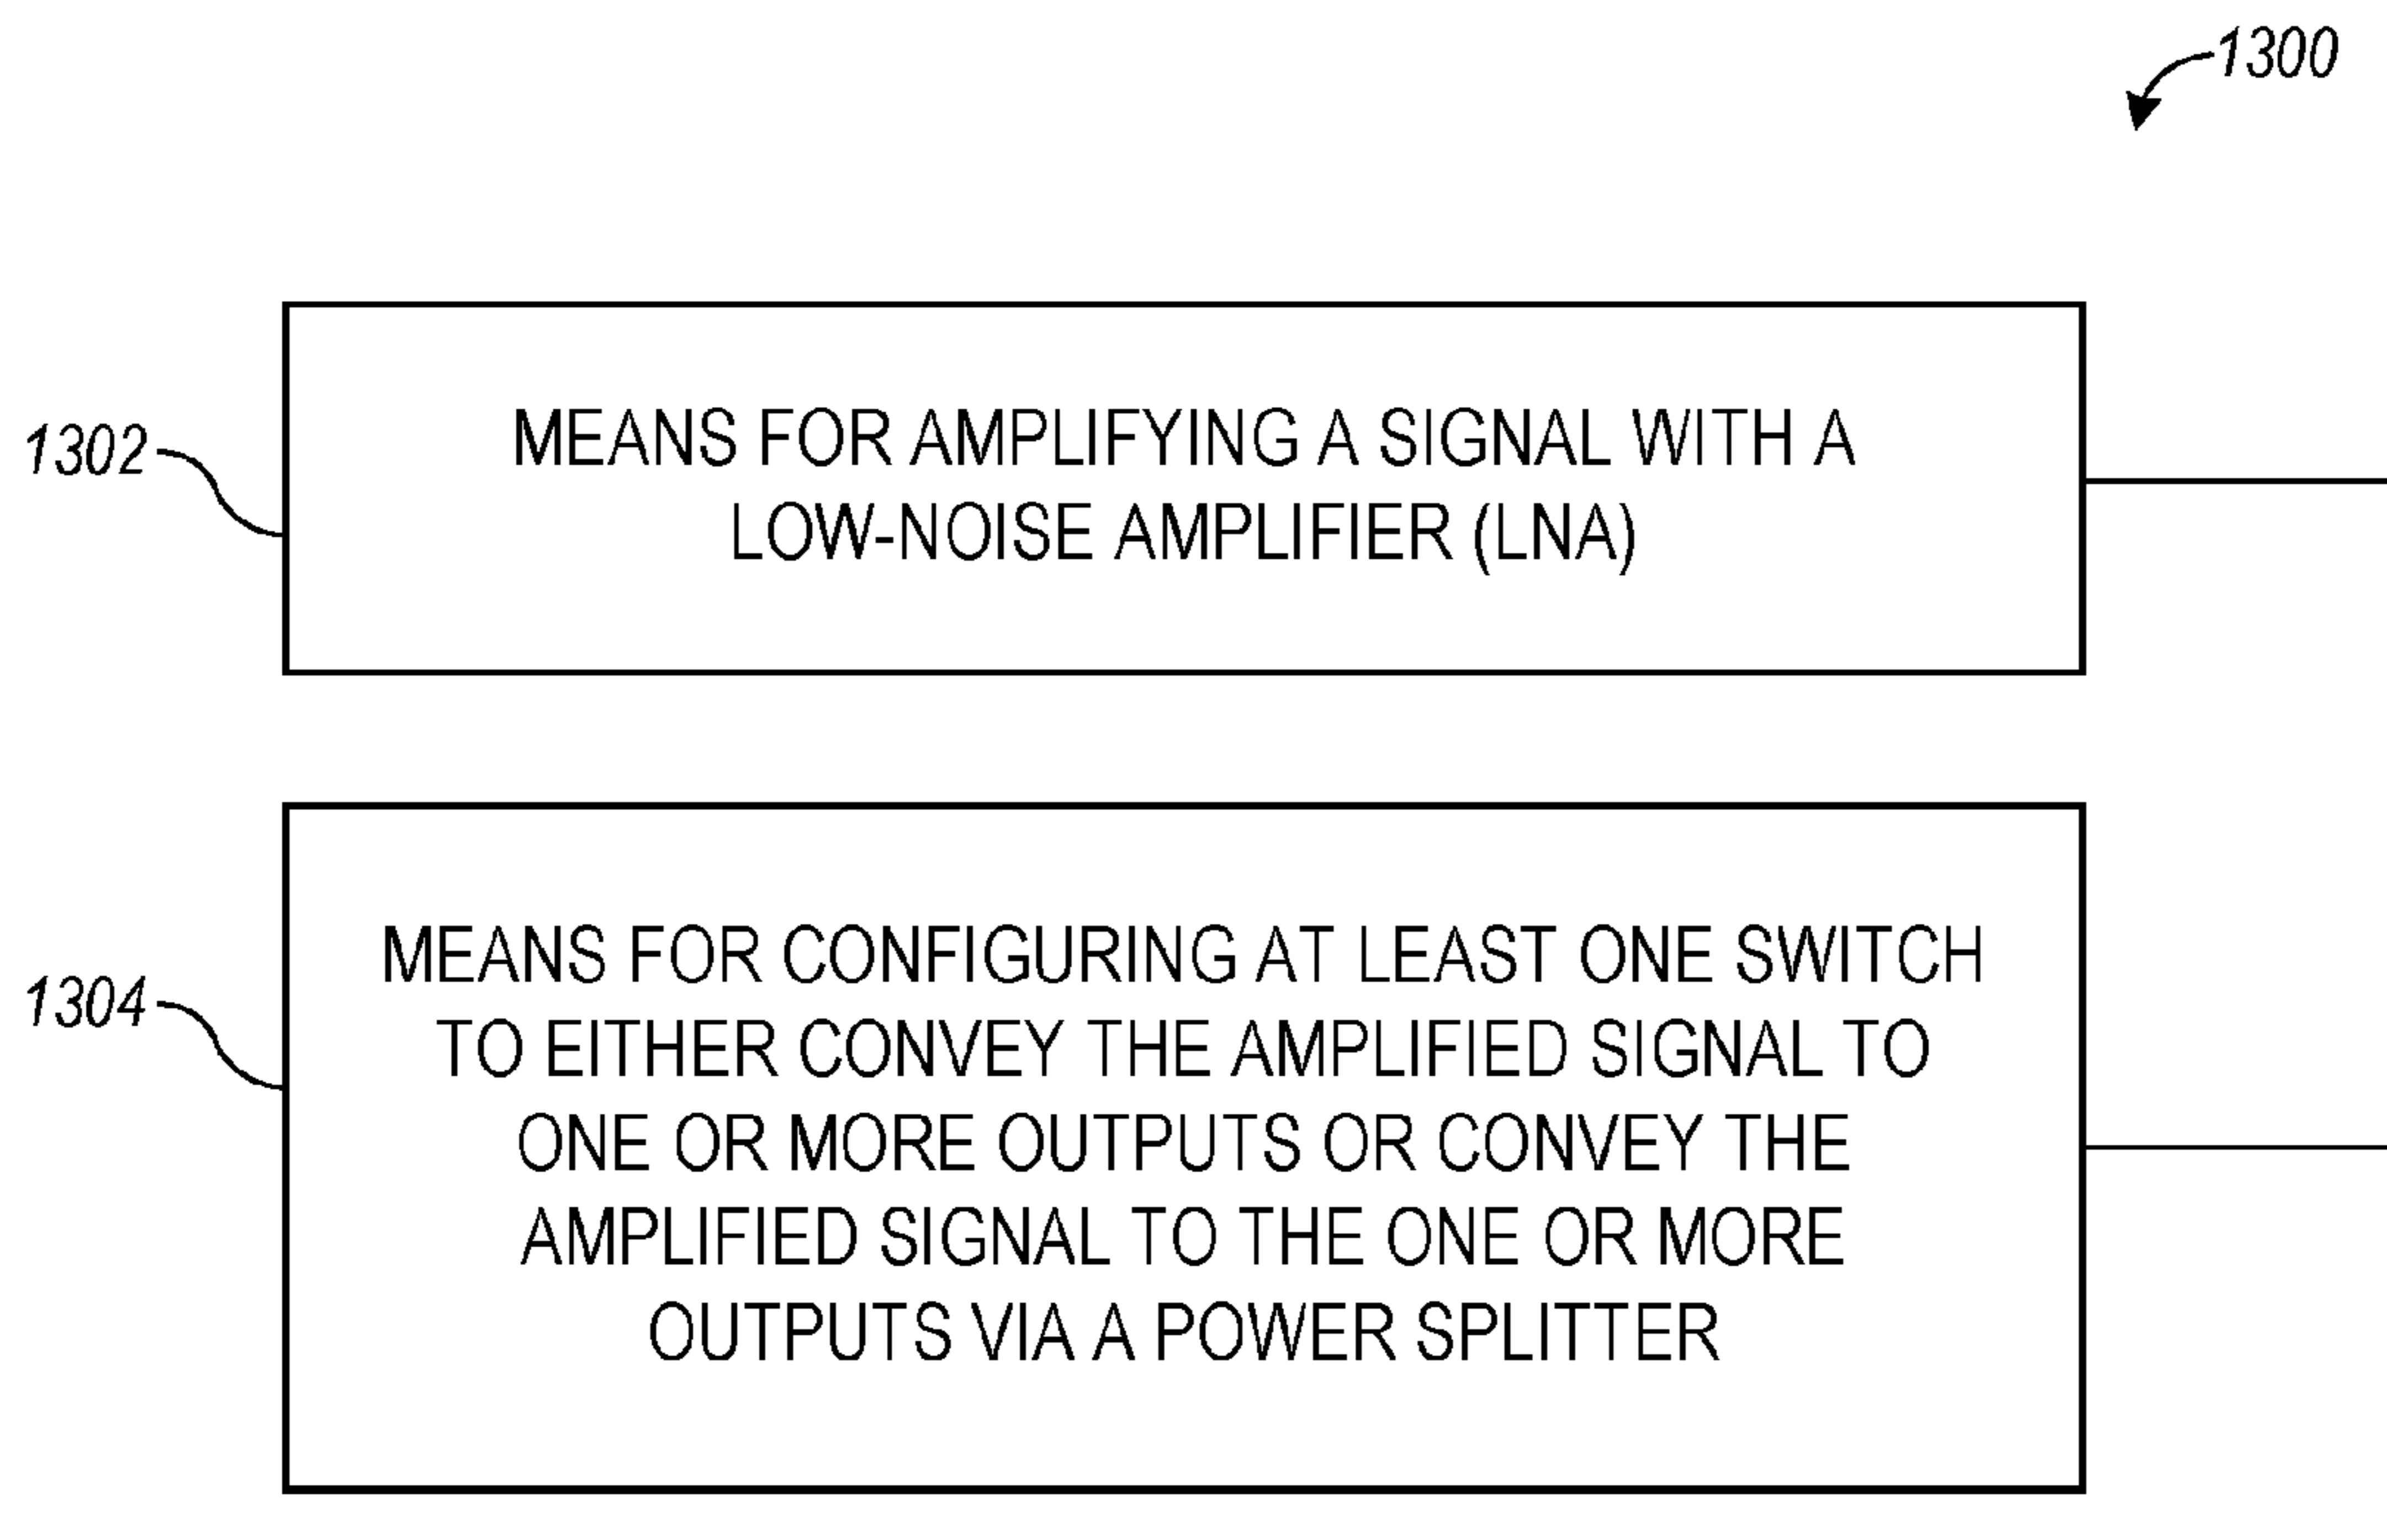 1300
1302
MEANS FOR AMPLIFYING A SIGNAL WITH A
LOW-NOISE AMPLIFIER (LNA)
1304
MEANS FOR CONFIGURING AT LEAST ONE SWITCH
TO EITHER CONVEY THE AMPLIFIED SIGNAL TO
ONE OR MORE OUTPUTS OR CONVEY THE
AMPLIFIED SIGNAL TO THE ONE OR MORE
OUTPUTS VIA A POWER SPLITTER